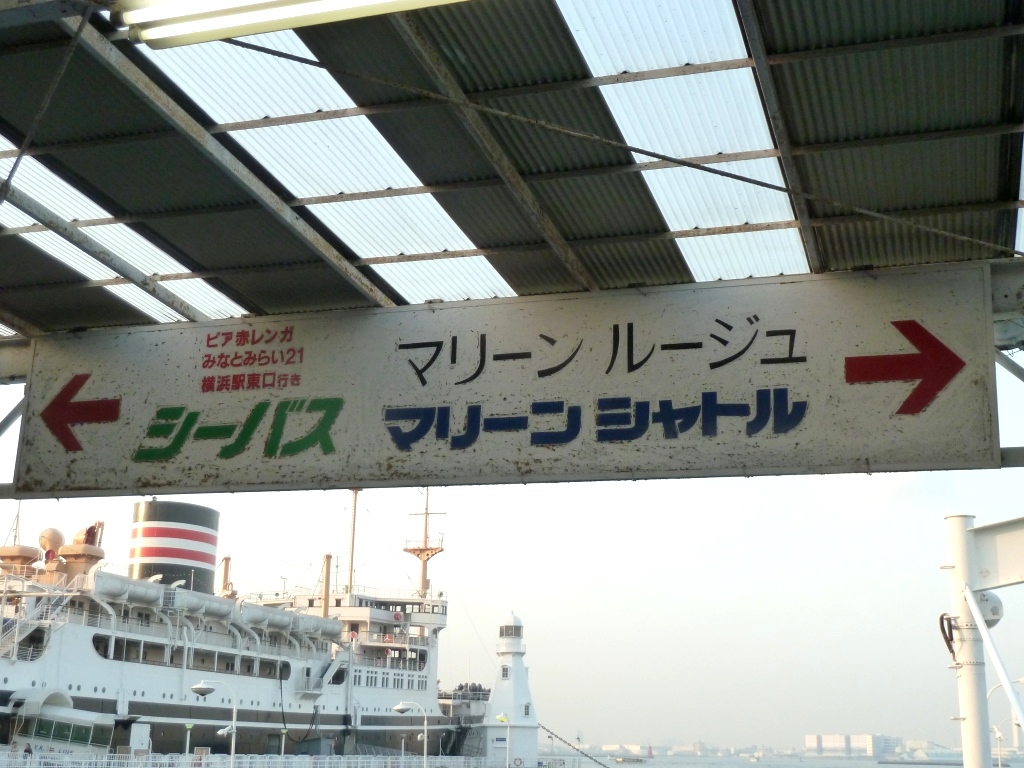 ピア赤レンガ
みなとみらい21
横浜駅東口行き
シーバス
マリーン ルージュ
マリーン シャトル